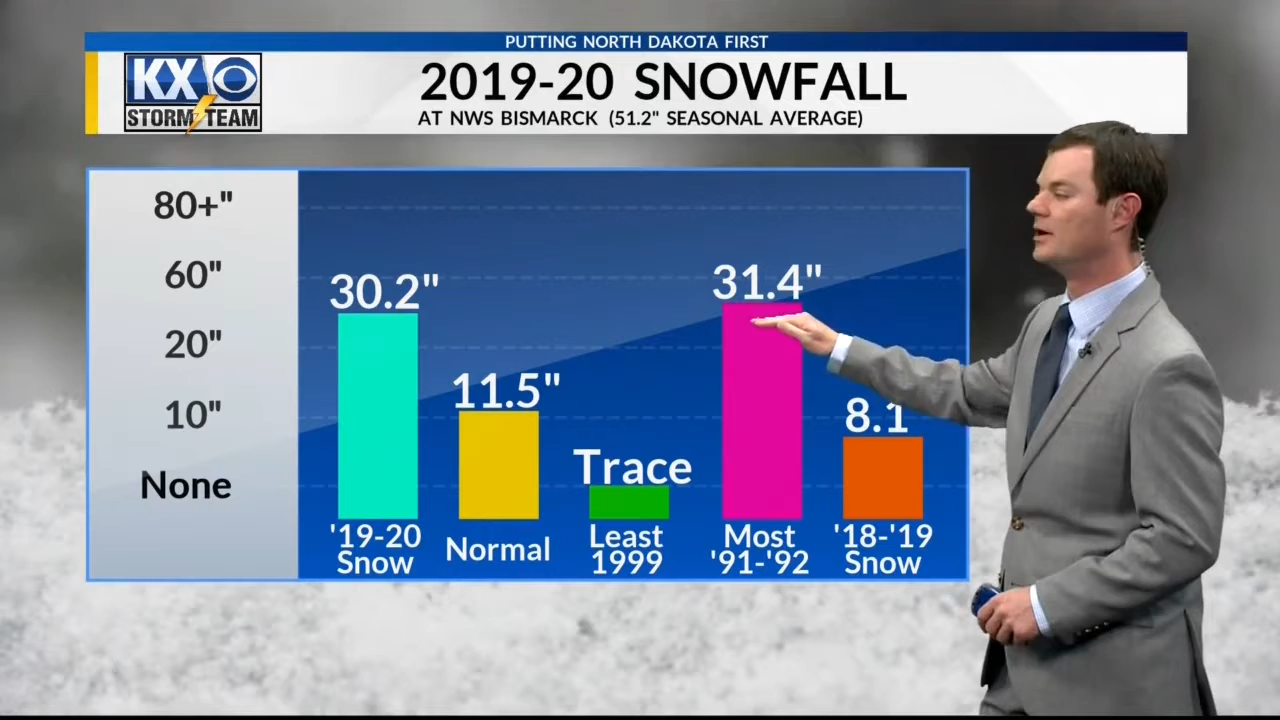 PUTTING NORTH DAKOTA FIRST
KX
STORM TEAM
2019-20 SNOWFALL
AT NWS BISMARCK (51.2" SEASONAL AVERAGE)
80+"
60"
20"
10"
None
30.2"
11.5"
Trace
31.4"
8.1
'19-20
Snow
Normal
Least
1999
Most
'91-'92
'18-'19
Snow